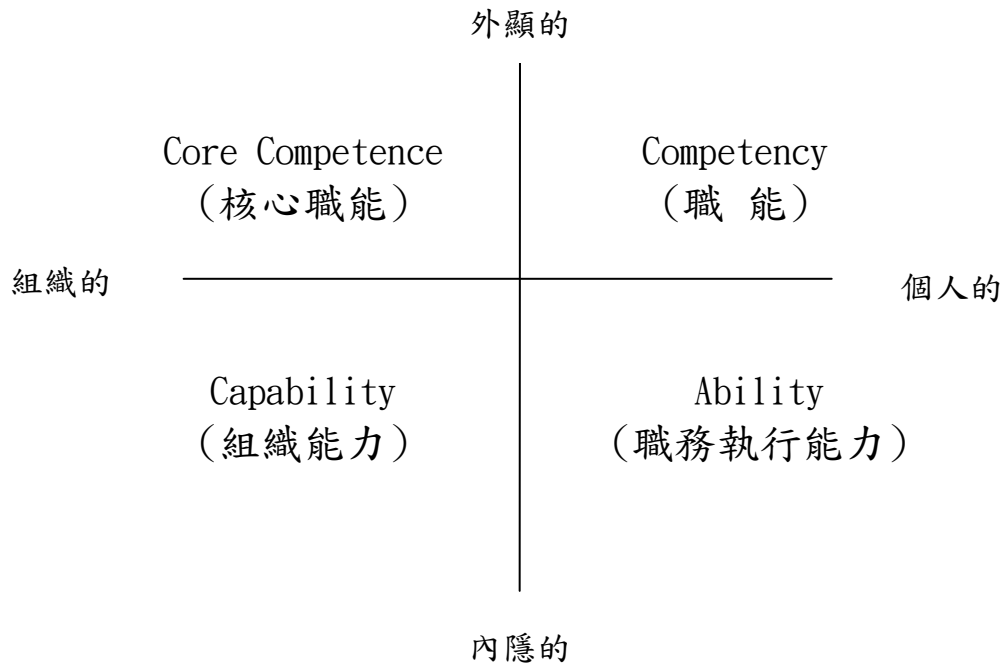 外顯的
Core Competence
（核心職能）
Competency
（職 能）
組織的
個人的
Capability
（組織能力）
Ability
（職務執行能力）
內隱的